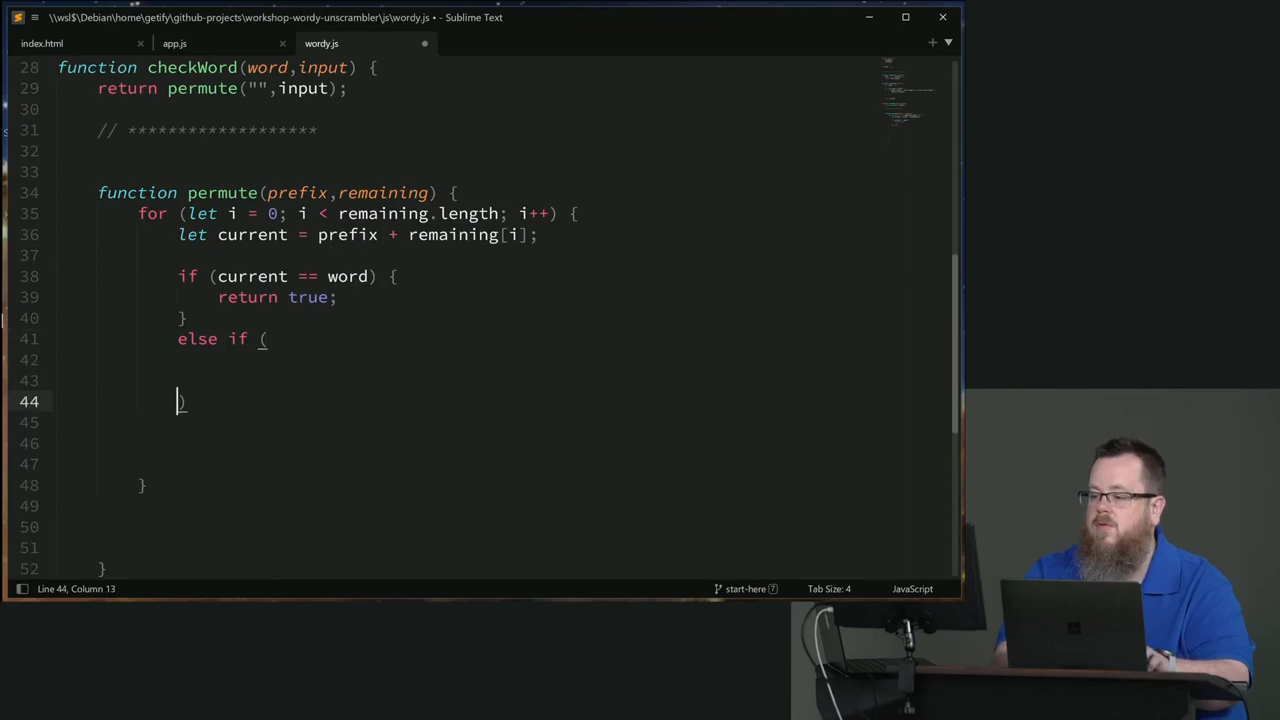 \\wsl$\Debian\home\getify\github-projects\workshop-wordy-unscrambler\js\wordy.js • - Sublime Text
index.html
app.js
wordy.js
28 function checkWord(word,input) {
29 return permute("",input);
30
31 // *******************
32
33
34 function permute(prefix,remaining) {
35 for (let i = 0; i < remaining.length; i++) {
36 let current = prefix + remaining[i];
37
38 if (current == word) {
39 return true;
40 }
41 else if (
42
43
44 )
45
46
47
48 }
49
50
51
52 }
Line 44, Column 13
start-here 7
Tab Size: 4
JavaScript